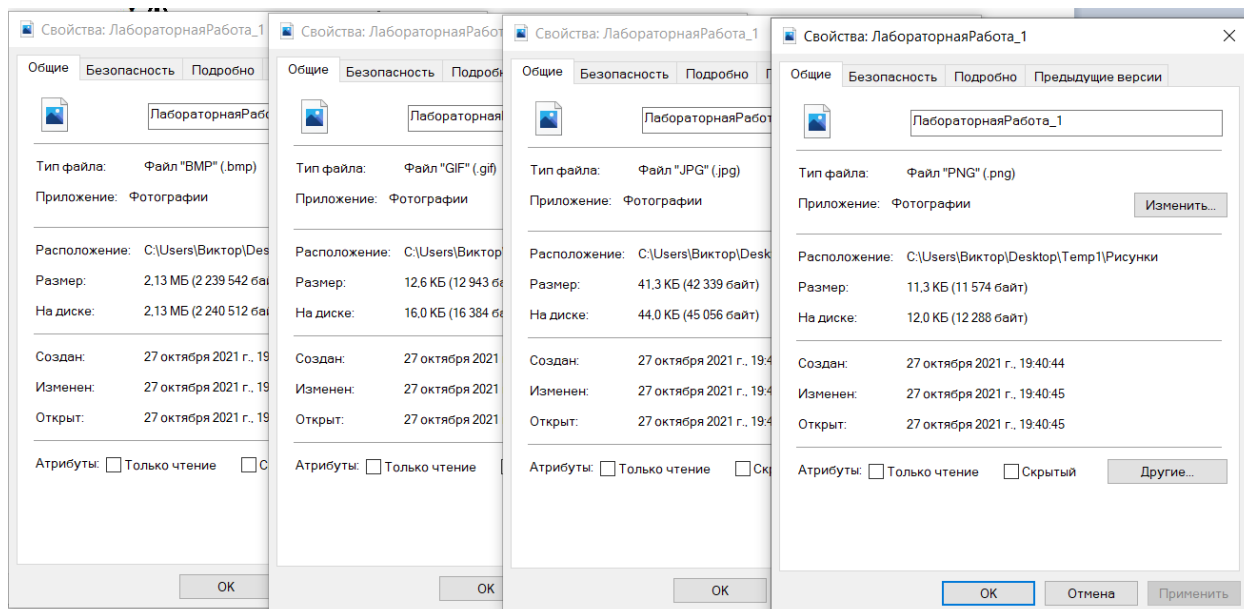 Свойства: ЛабораторнаяРабота_1
Общие Безопасность Подробно
ЛабораторнаяРабо
Тип файла: Файл "BMP" (.bmp)
Приложение: Фотографии
Расположение: C:\Users\Виктор\Des
Размер: 2,13 МБ (2 239 542 бай
На диске: 2,13 МБ (2 240 512 бай
Создан: 27 октября 2021 г., 19
Изменен: 27 октября 2021 г., 19
Открыт: 27 октября 2021 г., 19
Атрибуты: Только чтение С
ОК
Свойства: ЛабораторнаяРабот
Общие Безопасность Подробн
Лабораторная
Тип файла: Файл "GIF" (.gif)
Приложение: Фотографии
Расположение: C:\Users\Виктор\
Размер: 12,6 КБ (12 943 ба
На диске: 16,0 КБ (16 384 ба
Создан: 27 октября 2021
Изменен: 27 октября 2021
Открыт: 27 октября 2021
Атрибуты: Только чтение
ОК
Свойства: ЛабораторнаяРабота_1
Общие Безопасность Подробно
ЛабораторнаяРабот
Тип файла: Файл "JPG" (.jpg)
Приложение: Фотографии
Расположение: C:\Users\Виктор\Desk
Размер: 41,3 КБ (42 339 байт)
На диске: 44,0 КБ (45 056 байт)
Создан: 27 октября 2021 г., 19:4
Изменен: 27 октября 2021 г., 19:4
Открыт: 27 октября 2021 г., 19:4
Атрибуты: Только чтение Скр
ОК
Свойства: ЛабораторнаяРабота_1
Общие Безопасность Подробно Предыдущие версии
ЛабораторнаяРабота_1
Тип файла: Файл "PNG" (.png)
Приложение: Фотографии Изменить...
Расположение: C:\Users\Виктор\Desktop\Temp1\Рисунки
Размер: 11,3 КБ (11 574 байт)
На диске: 12,0 КБ (12 288 байт)
Создан: 27 октября 2021 г., 19:40:44
Изменен: 27 октября 2021 г., 19:40:45
Открыт: 27 октября 2021 г., 19:40:45
Атрибуты: Только чтение Скрытый Другие...
ОК Отмена Применить